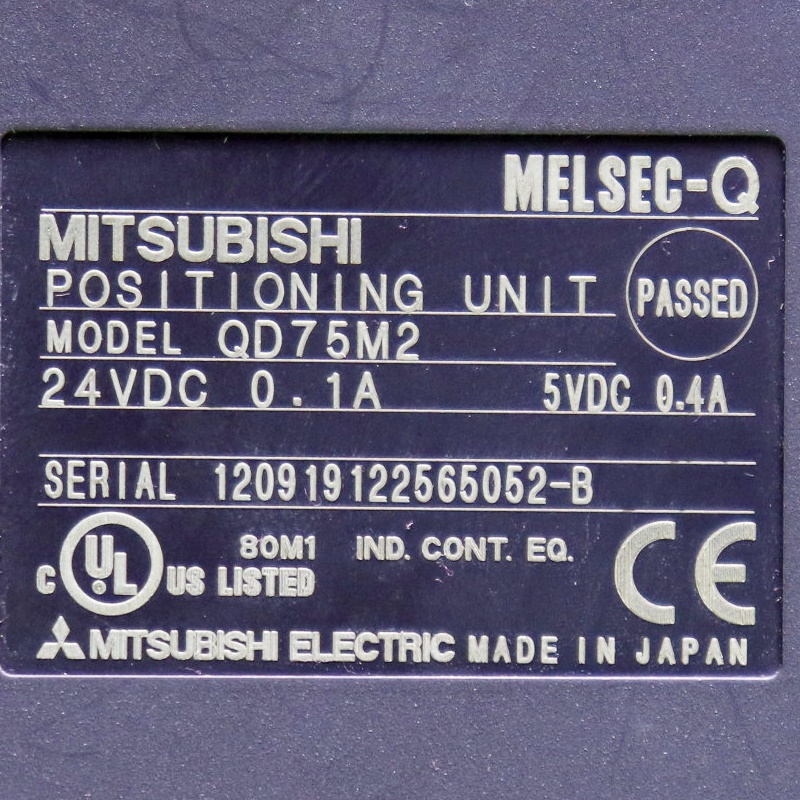 MELSEC-Q
MITSUBISHI
POSITIONING UNIT
PASSED
MODEL QD75M2
24VDC 0.1A 5VDC 0.4A
SERIAL 120919122565052-B
C UL US LISTED 80M1 IND. CONT. EQ. CE
MITSUBISHI ELECTRIC MADE IN JAPAN